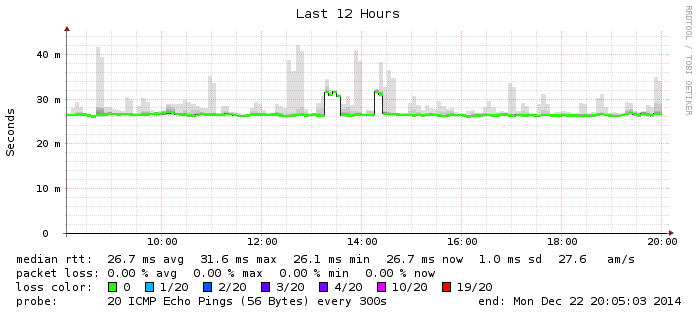 Last 12 Hours
RRDTOOL / TOBI OETIKER
Seconds
40 m
30 m
20 m
10 m
0
10:00 12:00 14:00 16:00 18:00 20:00
median rtt: 26.7 ms avg 31.6 ms max 26.1 ms min 26.7 ms now 1.0 ms sd 27.6 am/s
packet loss: 0.00 % avg 0.00 % max 0.00 % min 0.00 % now
loss color: 0 1/20 2/20 3/20 4/20 10/20 19/20
probe: 20 ICMP Echo Pings (56 Bytes) every 300s end: Mon Dec 22 20:05:03 2014